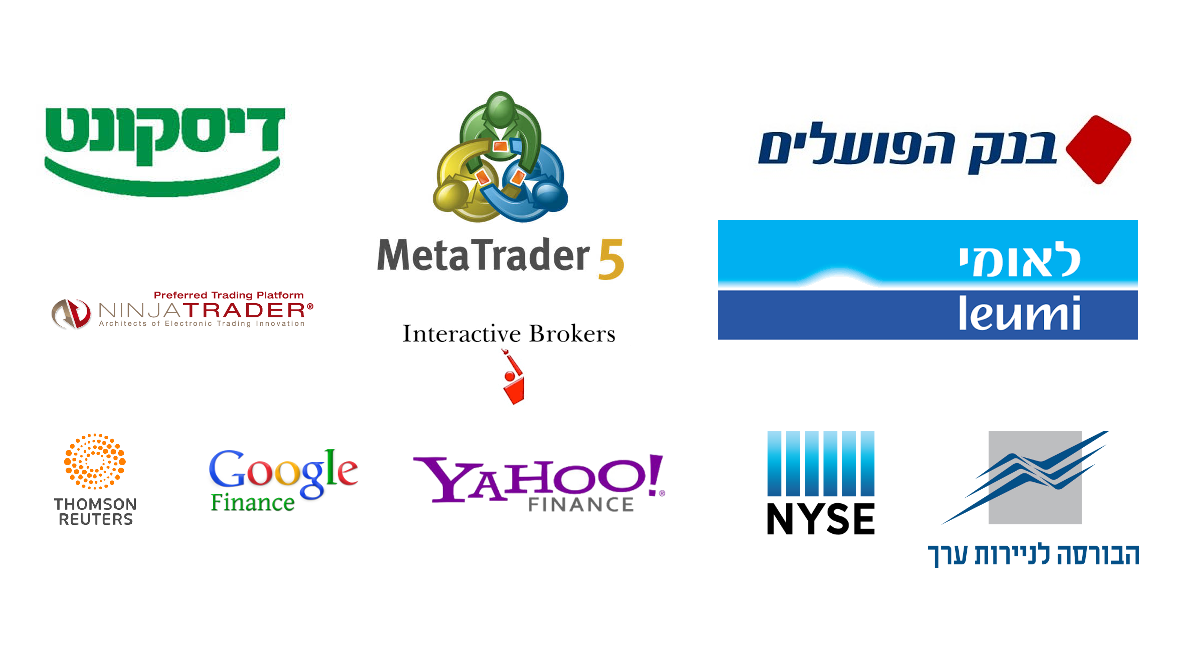 דיסקונט
MetaTrader 5
בנק הפועלים
לאומי
leumi
Preferred Trading Platform
NINJATRADER®
Architects of Electronic Trading Innovation
Interactive Brokers
THOMSON
REUTERS
Google
Finance
YAHOO!®
FINANCE
NYSE
הבורסה לניירות ערך